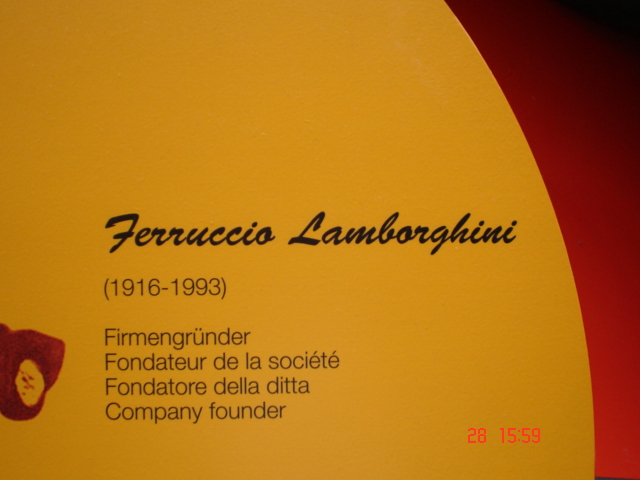 Ferruccio Lamborghini
(1916-1993)
Firmengründer
Fondateur de la société
Fondatore della ditta
Company founder
28 15:59